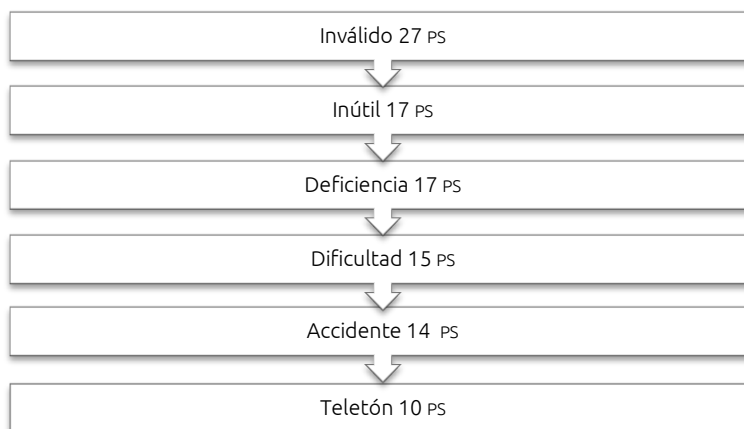 Inválido 27 PS
Inútil 17 PS
Deficiencia 17 PS
Dificultad 15 PS
Accidente 14 PS
Teletón 10 PS